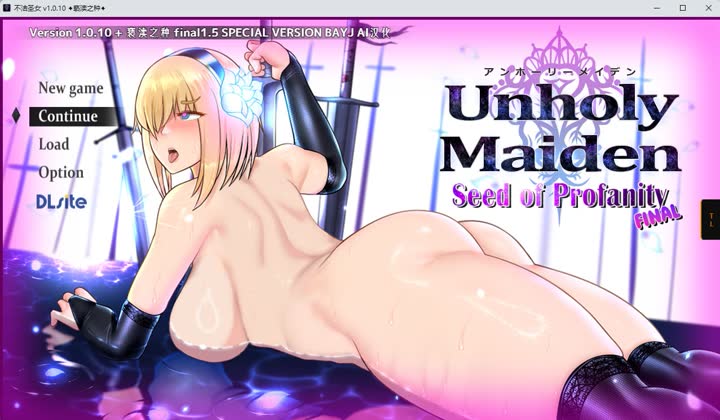 不洁圣女 v1.0.10 ✦亵渎之种✦
Version 1.0.10 + 亵渎之种 final1.5 SPECIAL VERSION BAYJ AI汉化
New game
Continue
Load
Option
DLsite
アンホーリーメイデン
Unholy
Maiden
Seed of Profanity
FINAL
TL